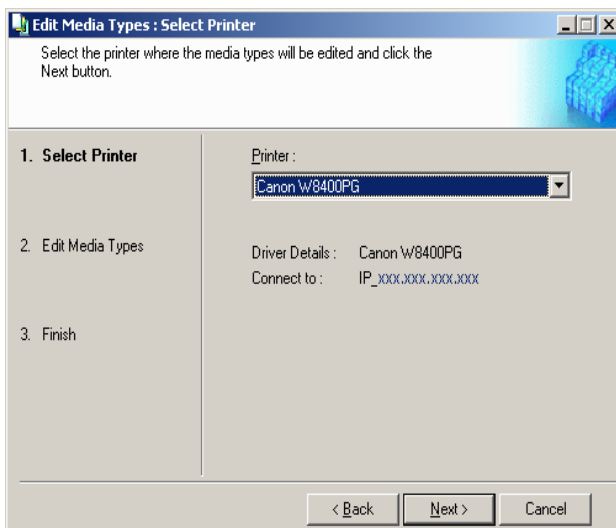 Edit Media Types : Select Printer
Select the printer where the media types will be edited and click the
Next button.
1. Select Printer
Printer :
Canon W8400PG
2. Edit Media Types
Driver Details : Canon W8400PG
Connect to : IP_xxx.xxx.xxx.xxx
3. Finish
< Back
Next >
Cancel